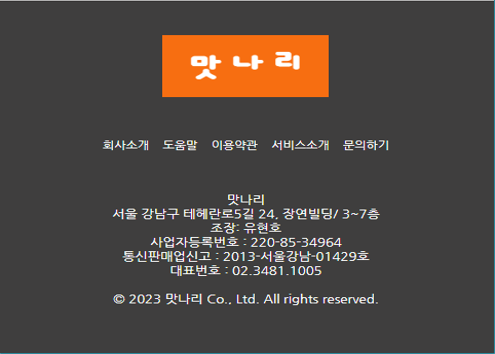 맛나리
회사소개 도움말 이용약관 서비스소개 문의하기
맛나리
서울 강남구 테헤란로5길 24, 장연빌딩/ 3~7층
조장: 유현호
사업자등록번호 : 220-85-34964
통신판매업신고 : 2013-서울강남-01429호
대표번호 : 02.3481.1005
© 2023 맛나리 Co., Ltd. All rights reserved.